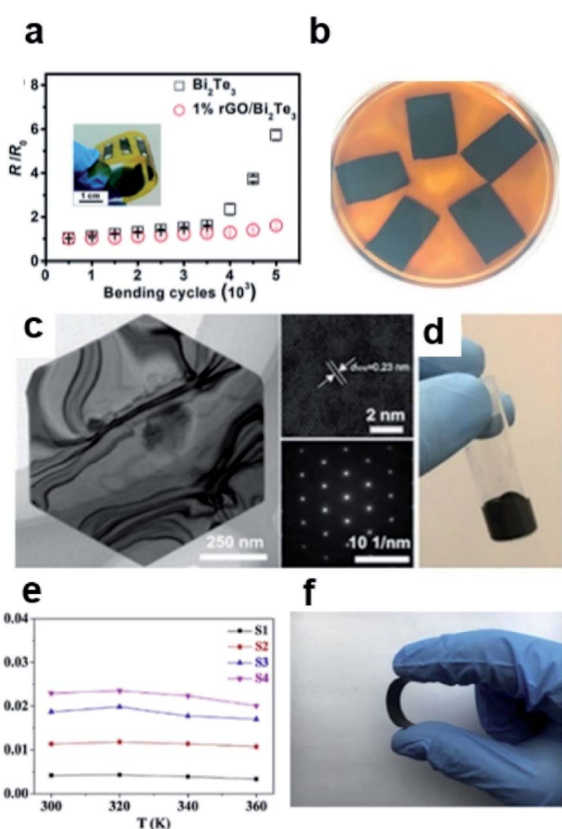 a
b
8
6
4
2
0
R/R₀
Bi₂Te₃
1% rGO/Bi₂Te₃
1 cm
0 1 2 3 4 5
Bending cycles (10³)
c
d
=0.23 nm
2 nm
250 nm
10 1/nm
e
f
0.04
0.03
0.02
0.01
0.00
S1
S2
S3
S4
300 320 340 360
T (K)